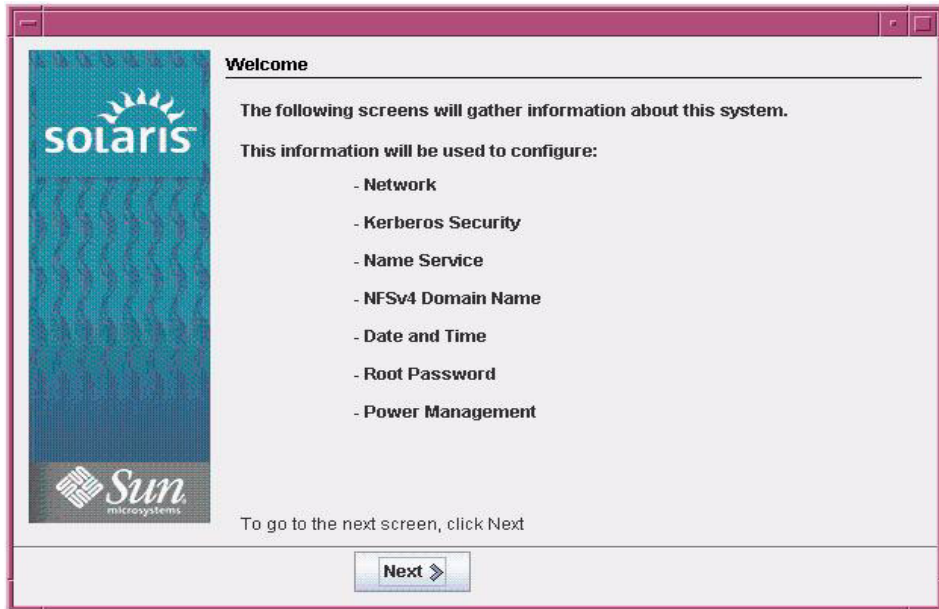 solaris™
Sun
microsystems
Welcome
The following screens will gather information about this system.
This information will be used to configure:
- Network
- Kerberos Security
- Name Service
- NFSv4 Domain Name
- Date and Time
- Root Password
- Power Management
To go to the next screen, click Next
Next